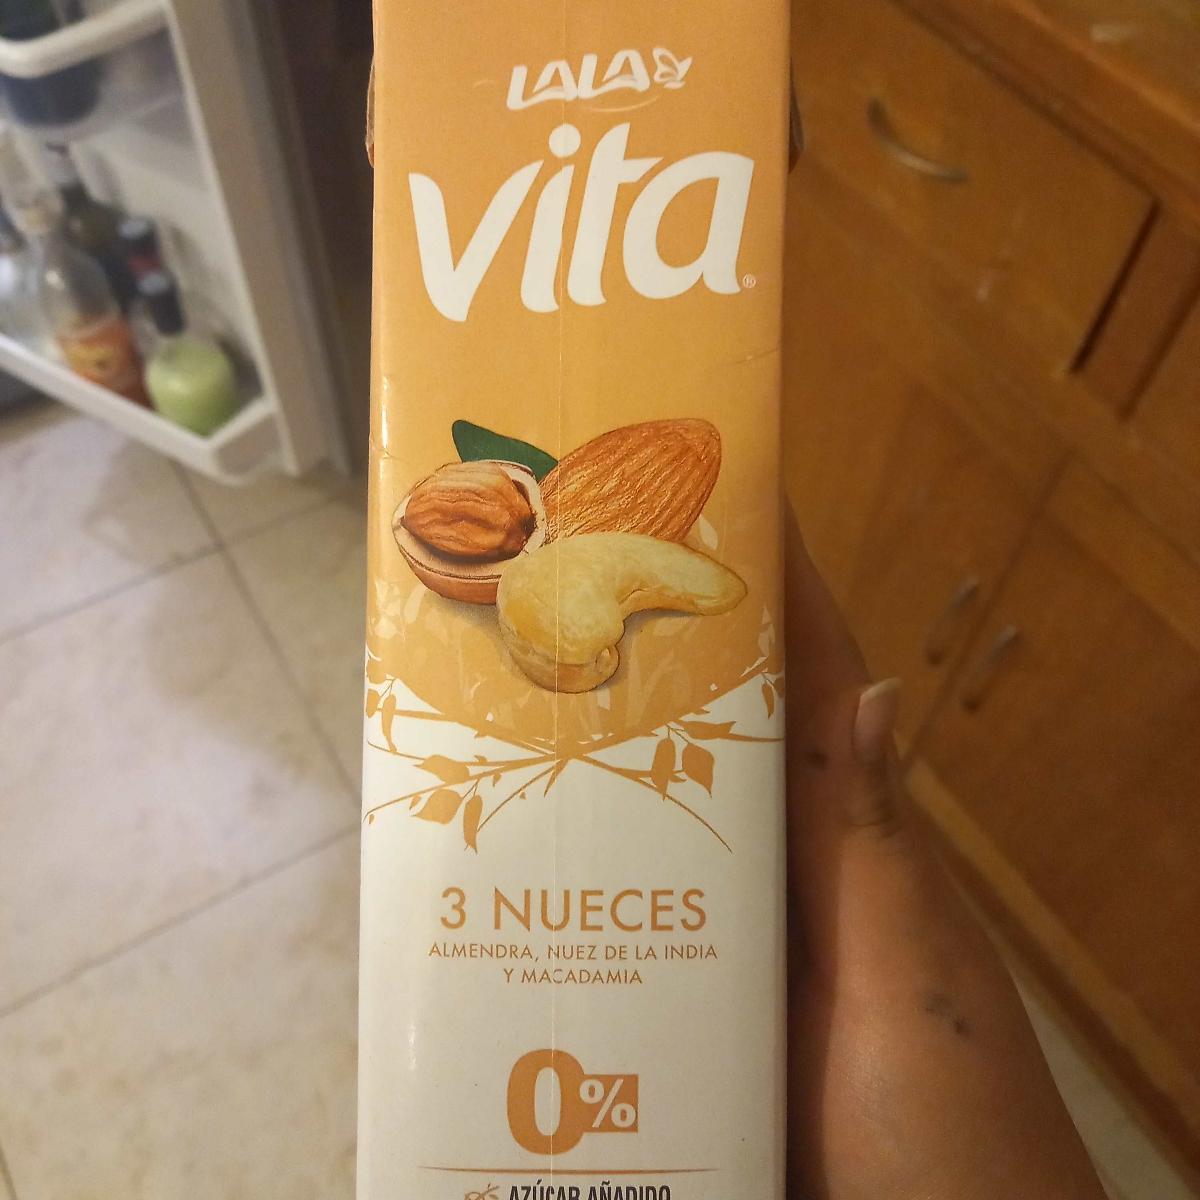 LALA
vita®
3 NUECES
ALMENDRA, NUEZ DE LA INDIA
Y MACADAMIA
0%
AZÚCAR AÑADIDO